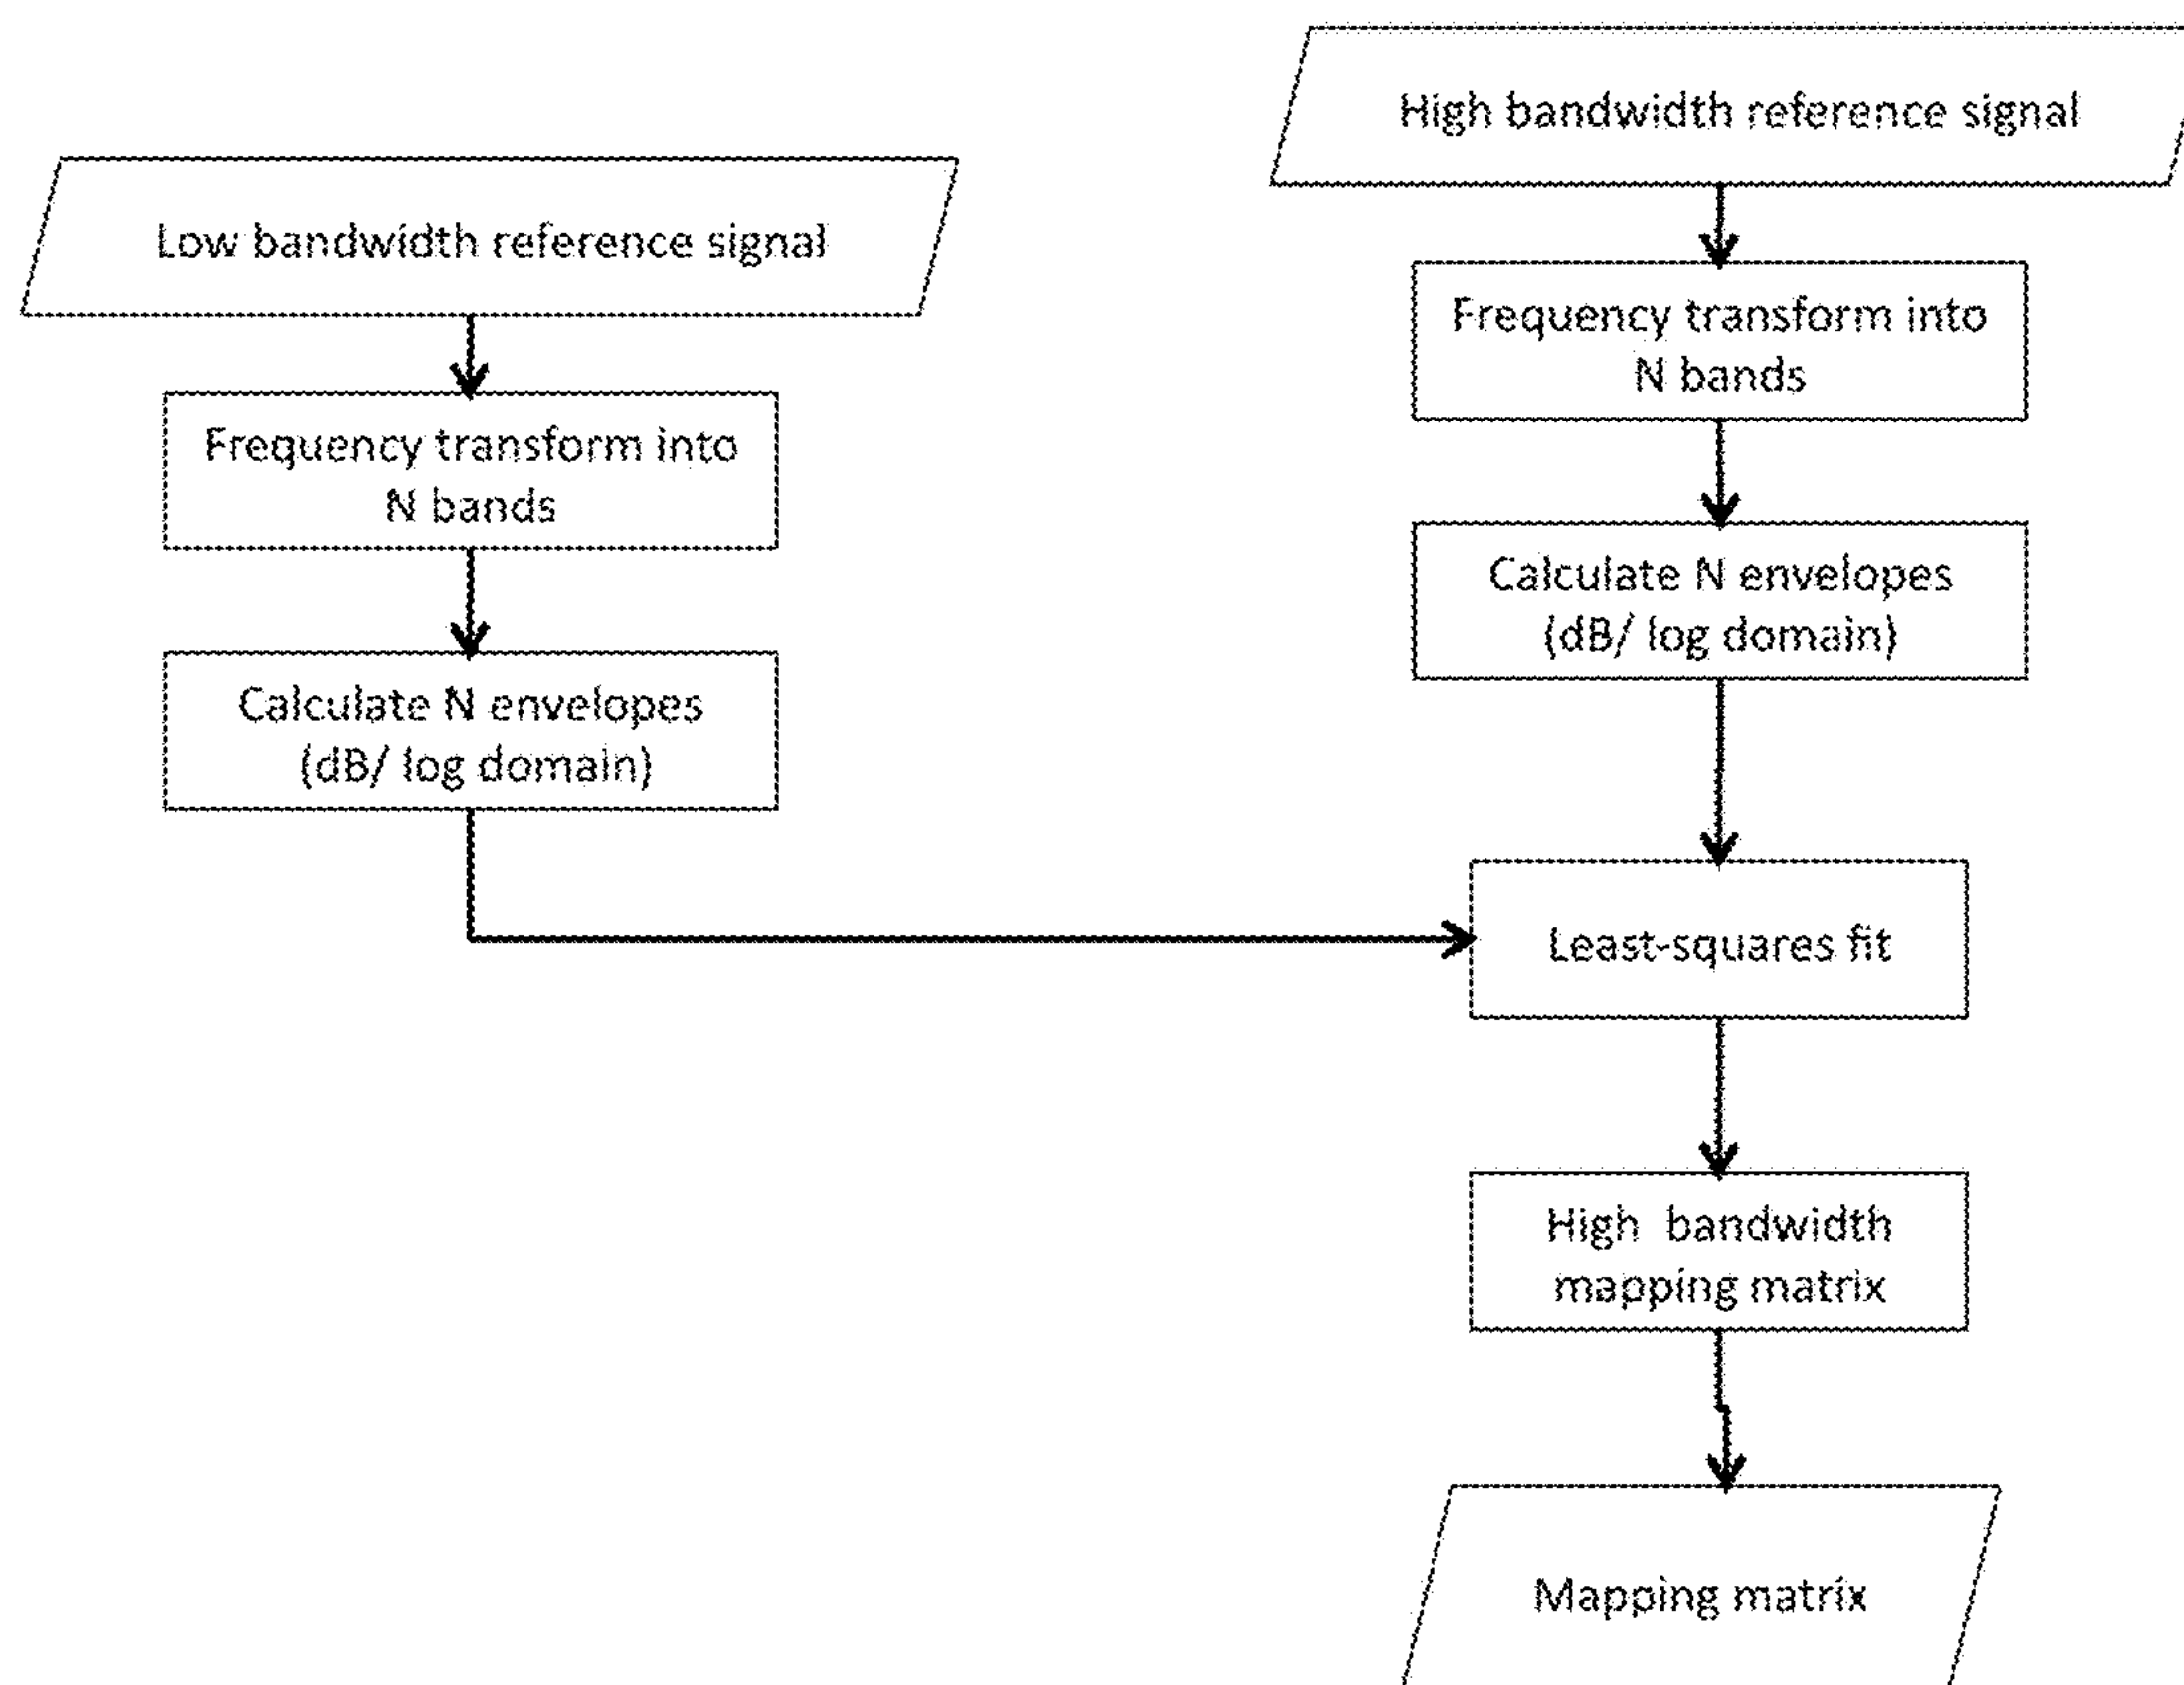 High bandwidth reference signal
Low bandwidth reference signal
Frequency transform into
N bands
Frequency transform into
N bands
Calculate N envelopes
(dB/ log domain)
Calculate N envelopes
(dB/ log domain)
Least-squares fit
High bandwidth
mapping matrix
Mapping matrix